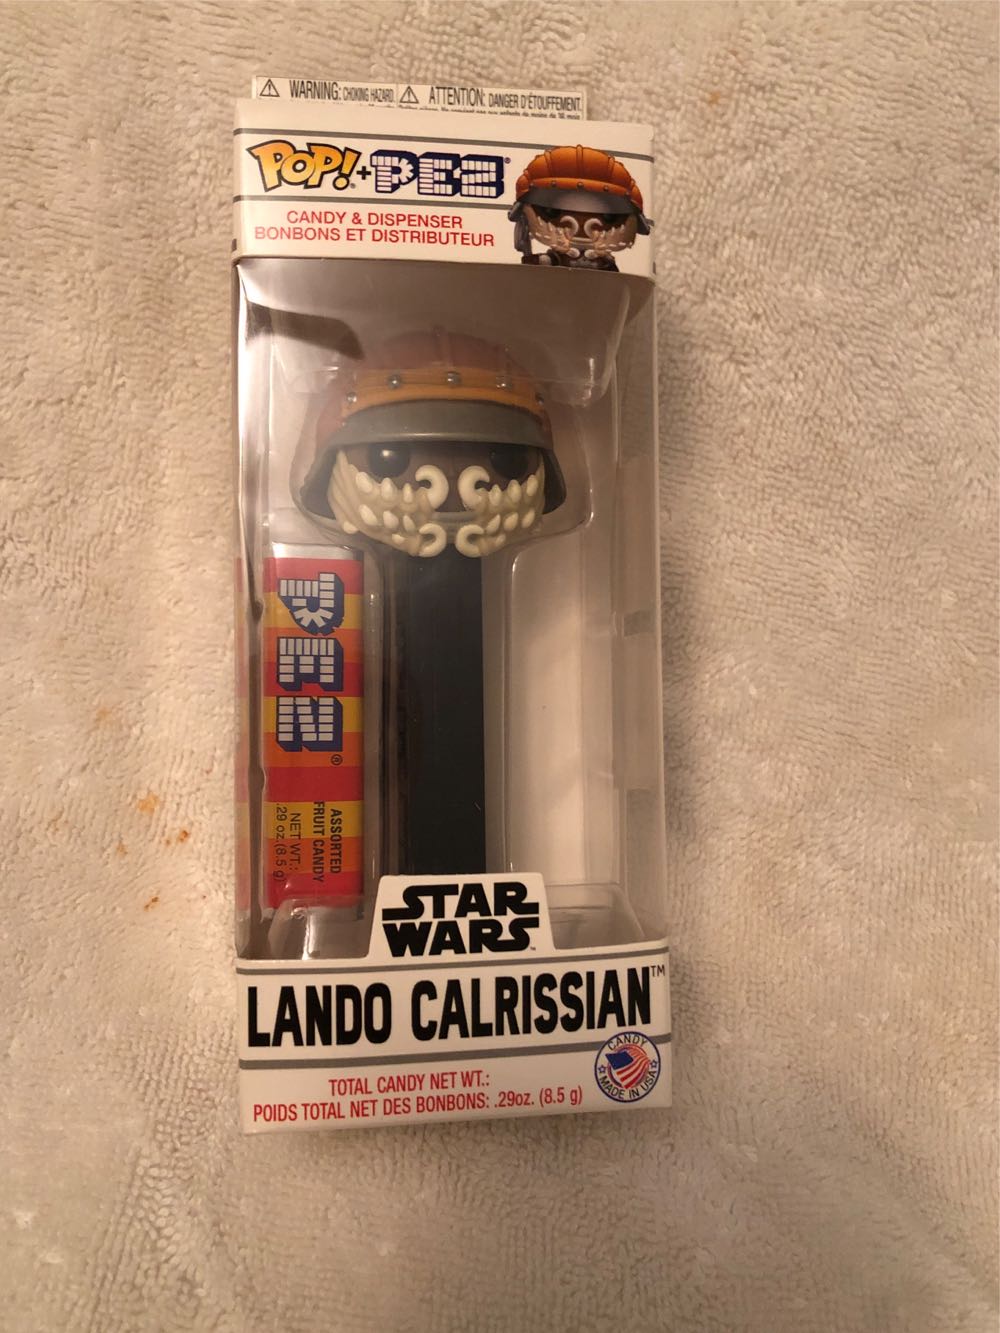 WARNING: CHOKING HAZARD. ATTENTION: DANGER D'ÉTOUFFEMENT.
POP!+PEZ®
CANDY & DISPENSER
BONBONS ET DISTRIBUTEUR
PEZ®
ASSORTED
FRUIT CANDY
NET WT.:
.29 oz (8.5 g)
STAR
WARS™
LANDO CALRISSIAN™
CANDY
MADE IN USA
TOTAL CANDY NET WT.:
POIDS TOTAL NET DES BONBONS: .29oz. (8.5 g)